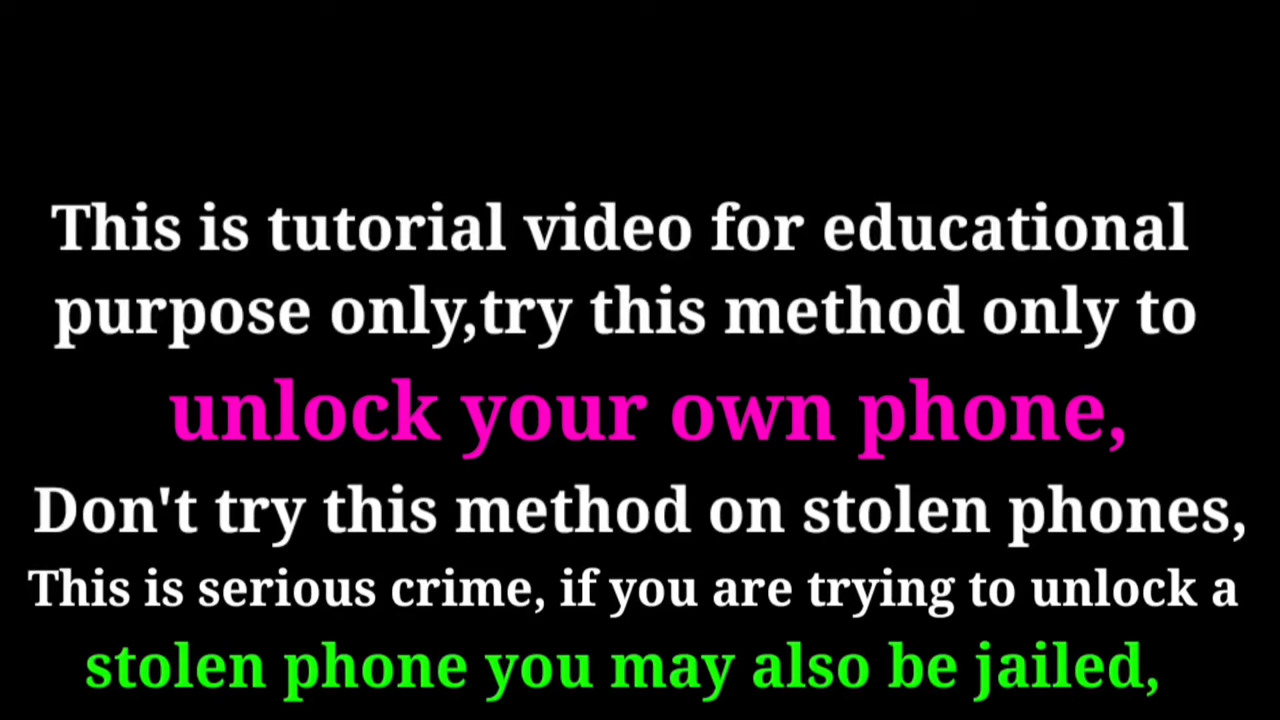 This is tutorial video for educational
purpose only,try this method only to
unlock your own phone,
Don't try this method on stolen phones,
This is serious crime, if you are trying to unlock a
stolen phone you may also be jailed,